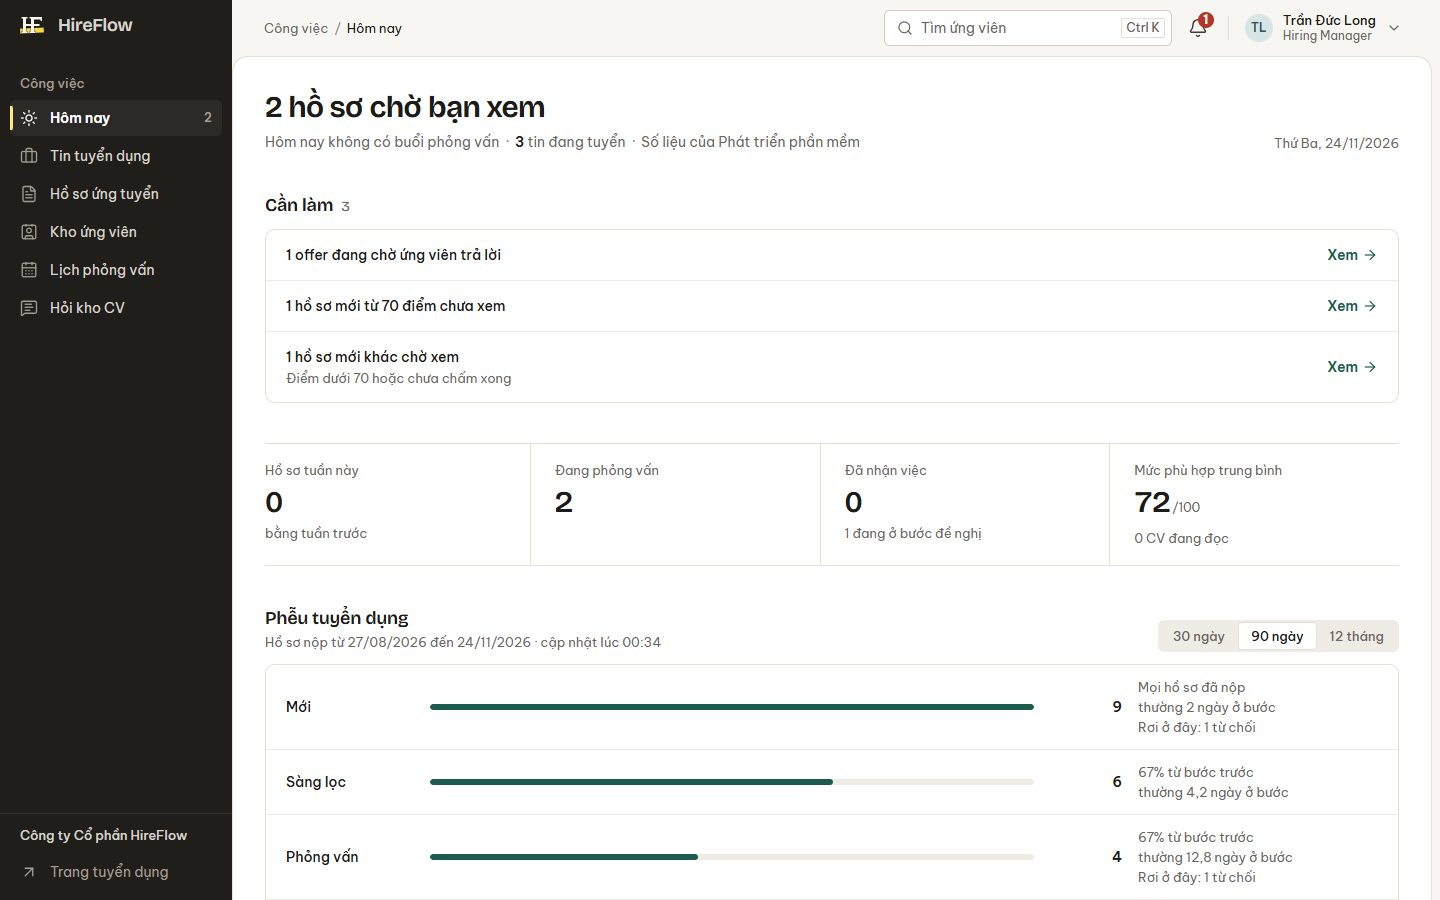 HireFlow
Công việc
Hôm nay 2
Tin tuyển dụng
Hồ sơ ứng tuyển
Kho ứng viên
Lịch phỏng vấn
Hỏi kho CV
Công ty Cổ phần HireFlow
Trang tuyển dụng
Công việc / Hôm nay
Tìm ứng viên Ctrl K
1
TL
Trần Đức Long
Hiring Manager
2 hồ sơ chờ bạn xem
Hôm nay không có buổi phỏng vấn · 3 tin đang tuyển · Số liệu của Phát triển phần mềm
Thứ Ba, 24/11/2026
Cần làm 3
1 offer đang chờ ứng viên trả lời Xem →
1 hồ sơ mới từ 70 điểm chưa xem Xem →
1 hồ sơ mới khác chờ xem Xem →
Điểm dưới 70 hoặc chưa chấm xong
Hồ sơ tuần này
0
bằng tuần trước
Đang phỏng vấn
2
Đã nhận việc
0
1 đang ở bước đề nghị
Mức phù hợp trung bình
72 /100
0 CV đang đọc
Phễu tuyển dụng
Hồ sơ nộp từ 27/08/2026 đến 24/11/2026 · cập nhật lúc 00:34
30 ngày 90 ngày 12 tháng
Mới 9
Mọi hồ sơ đã nộp
thường 2 ngày ở bước
Rơi ở đây: 1 từ chối
Sàng lọc 6
67% từ bước trước
thường 4,2 ngày ở bước
Phỏng vấn 4
67% từ bước trước
thường 12,8 ngày ở bước
Rơi ở đây: 1 từ chối